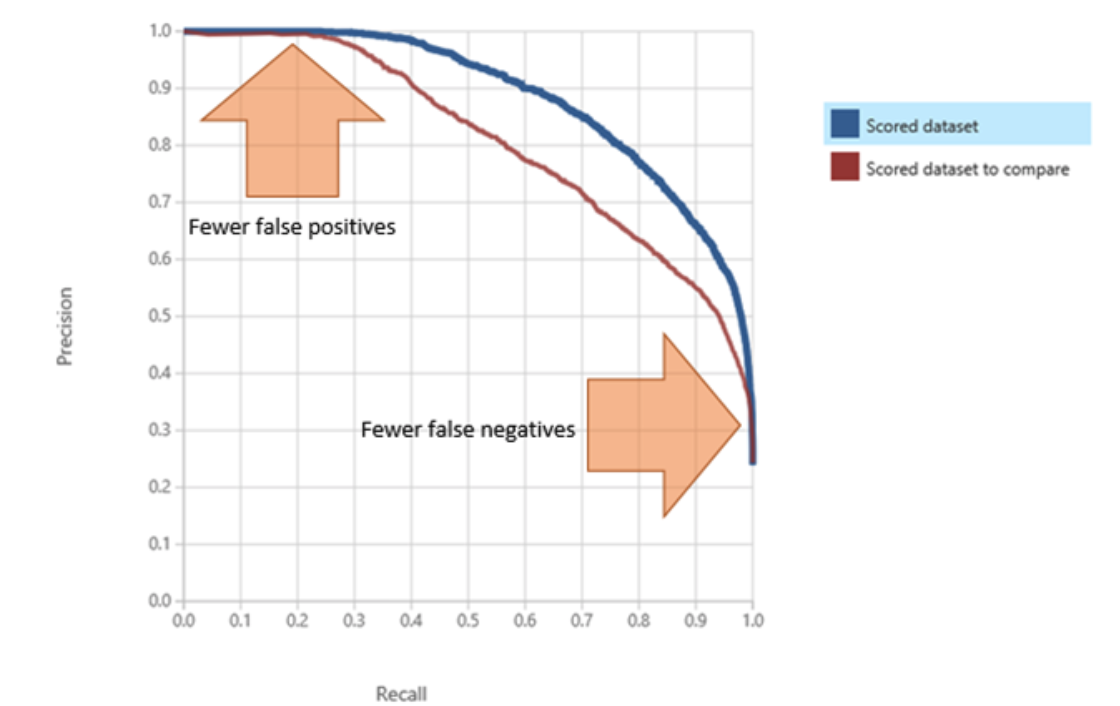 1.0
0.9
0.8
0.7
0.6
0.5
0.4
0.3
0.2
0.1
0.0
Precision
Fewer false positives
Fewer false negatives
0.0 0.1 0.2 0.3 0.4 0.5 0.6 0.7 0.8 0.9 1.0
Recall
Scored dataset
Scored dataset to compare